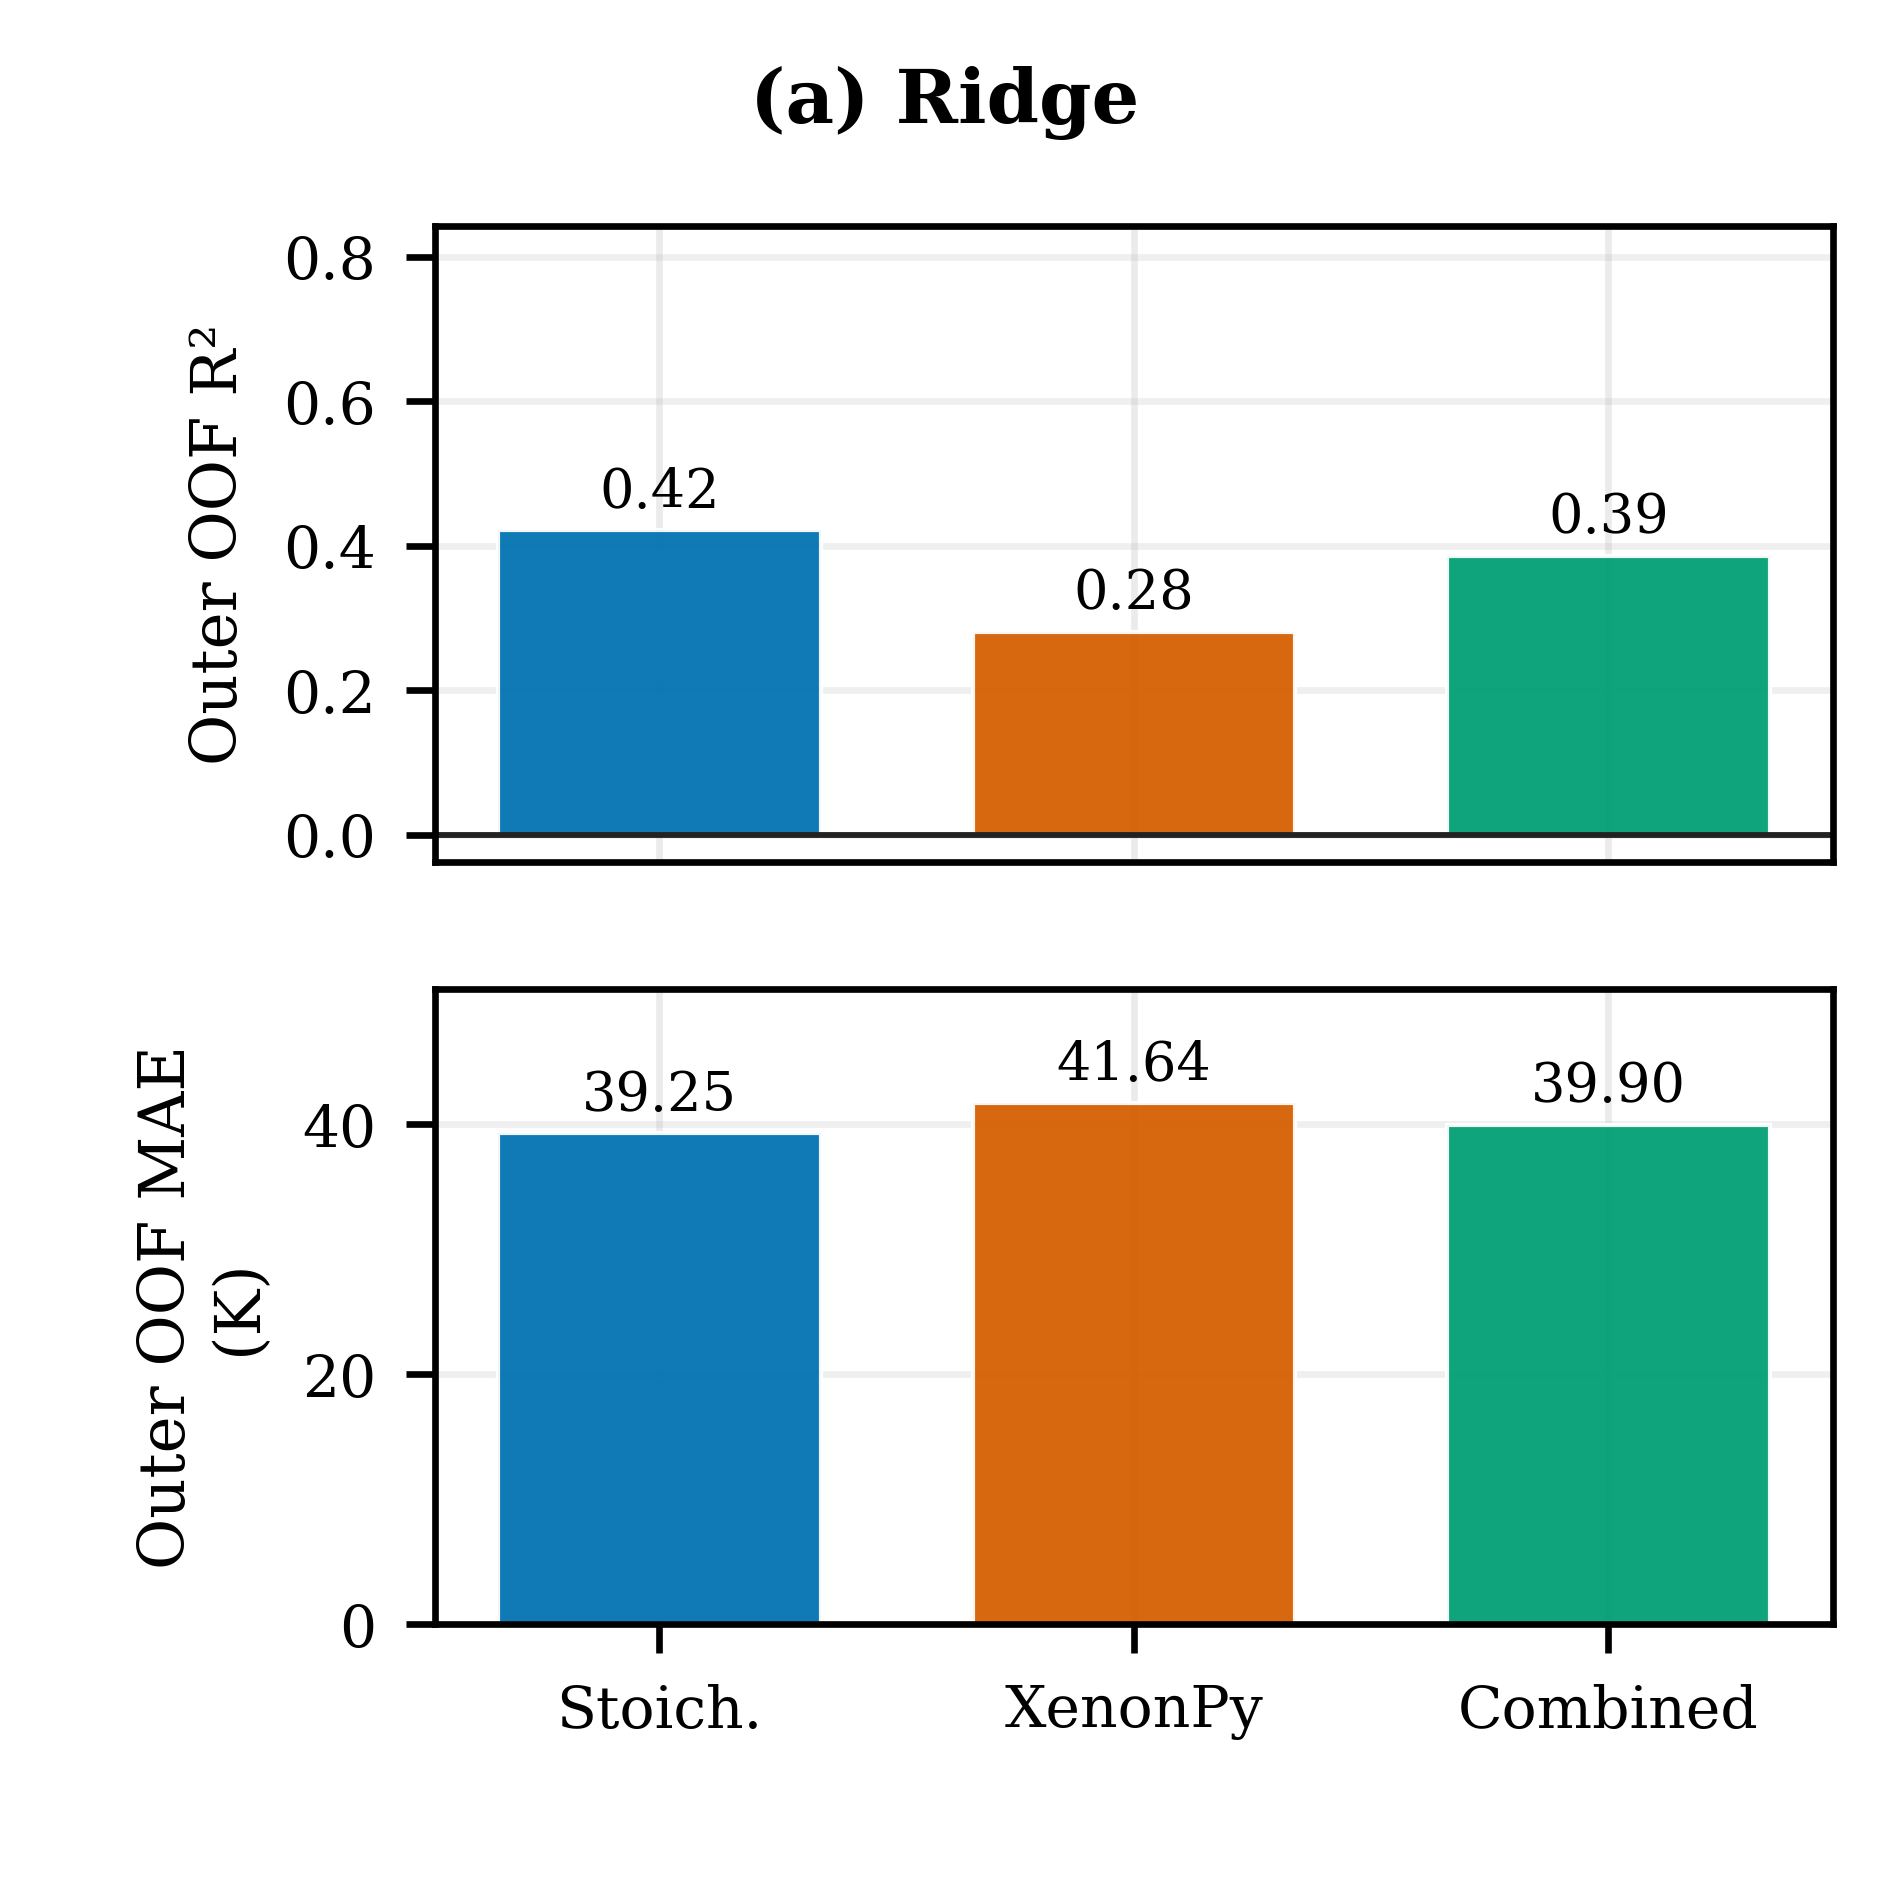 (a) Ridge
Outer OOF R²
0.8
0.6
0.4
0.2
0.0
0.42
0.28
0.39
Outer OOF MAE
(K)
40
20
0
39.25
41.64
39.90
Stoich.
XenonPy
Combined